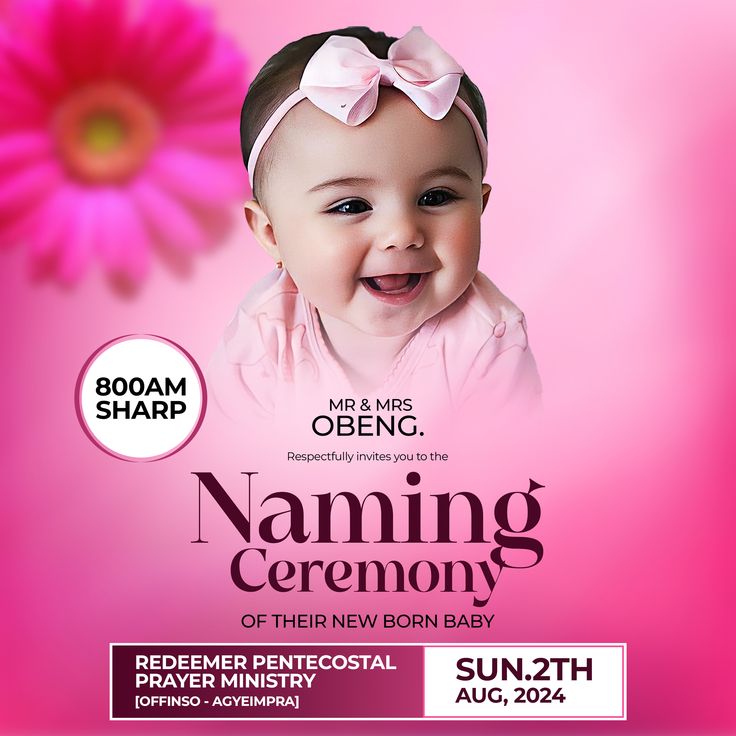 800AM
SHARP
MR & MRS
OBENG.
Respectfully invites you to the
Naming
Ceremony
OF THEIR NEW BORN BABY
REDEEMER PENTECOSTAL
PRAYER MINISTRY
[OFFINSO - AGYEIMPRA]
SUN.2TH
AUG, 2024